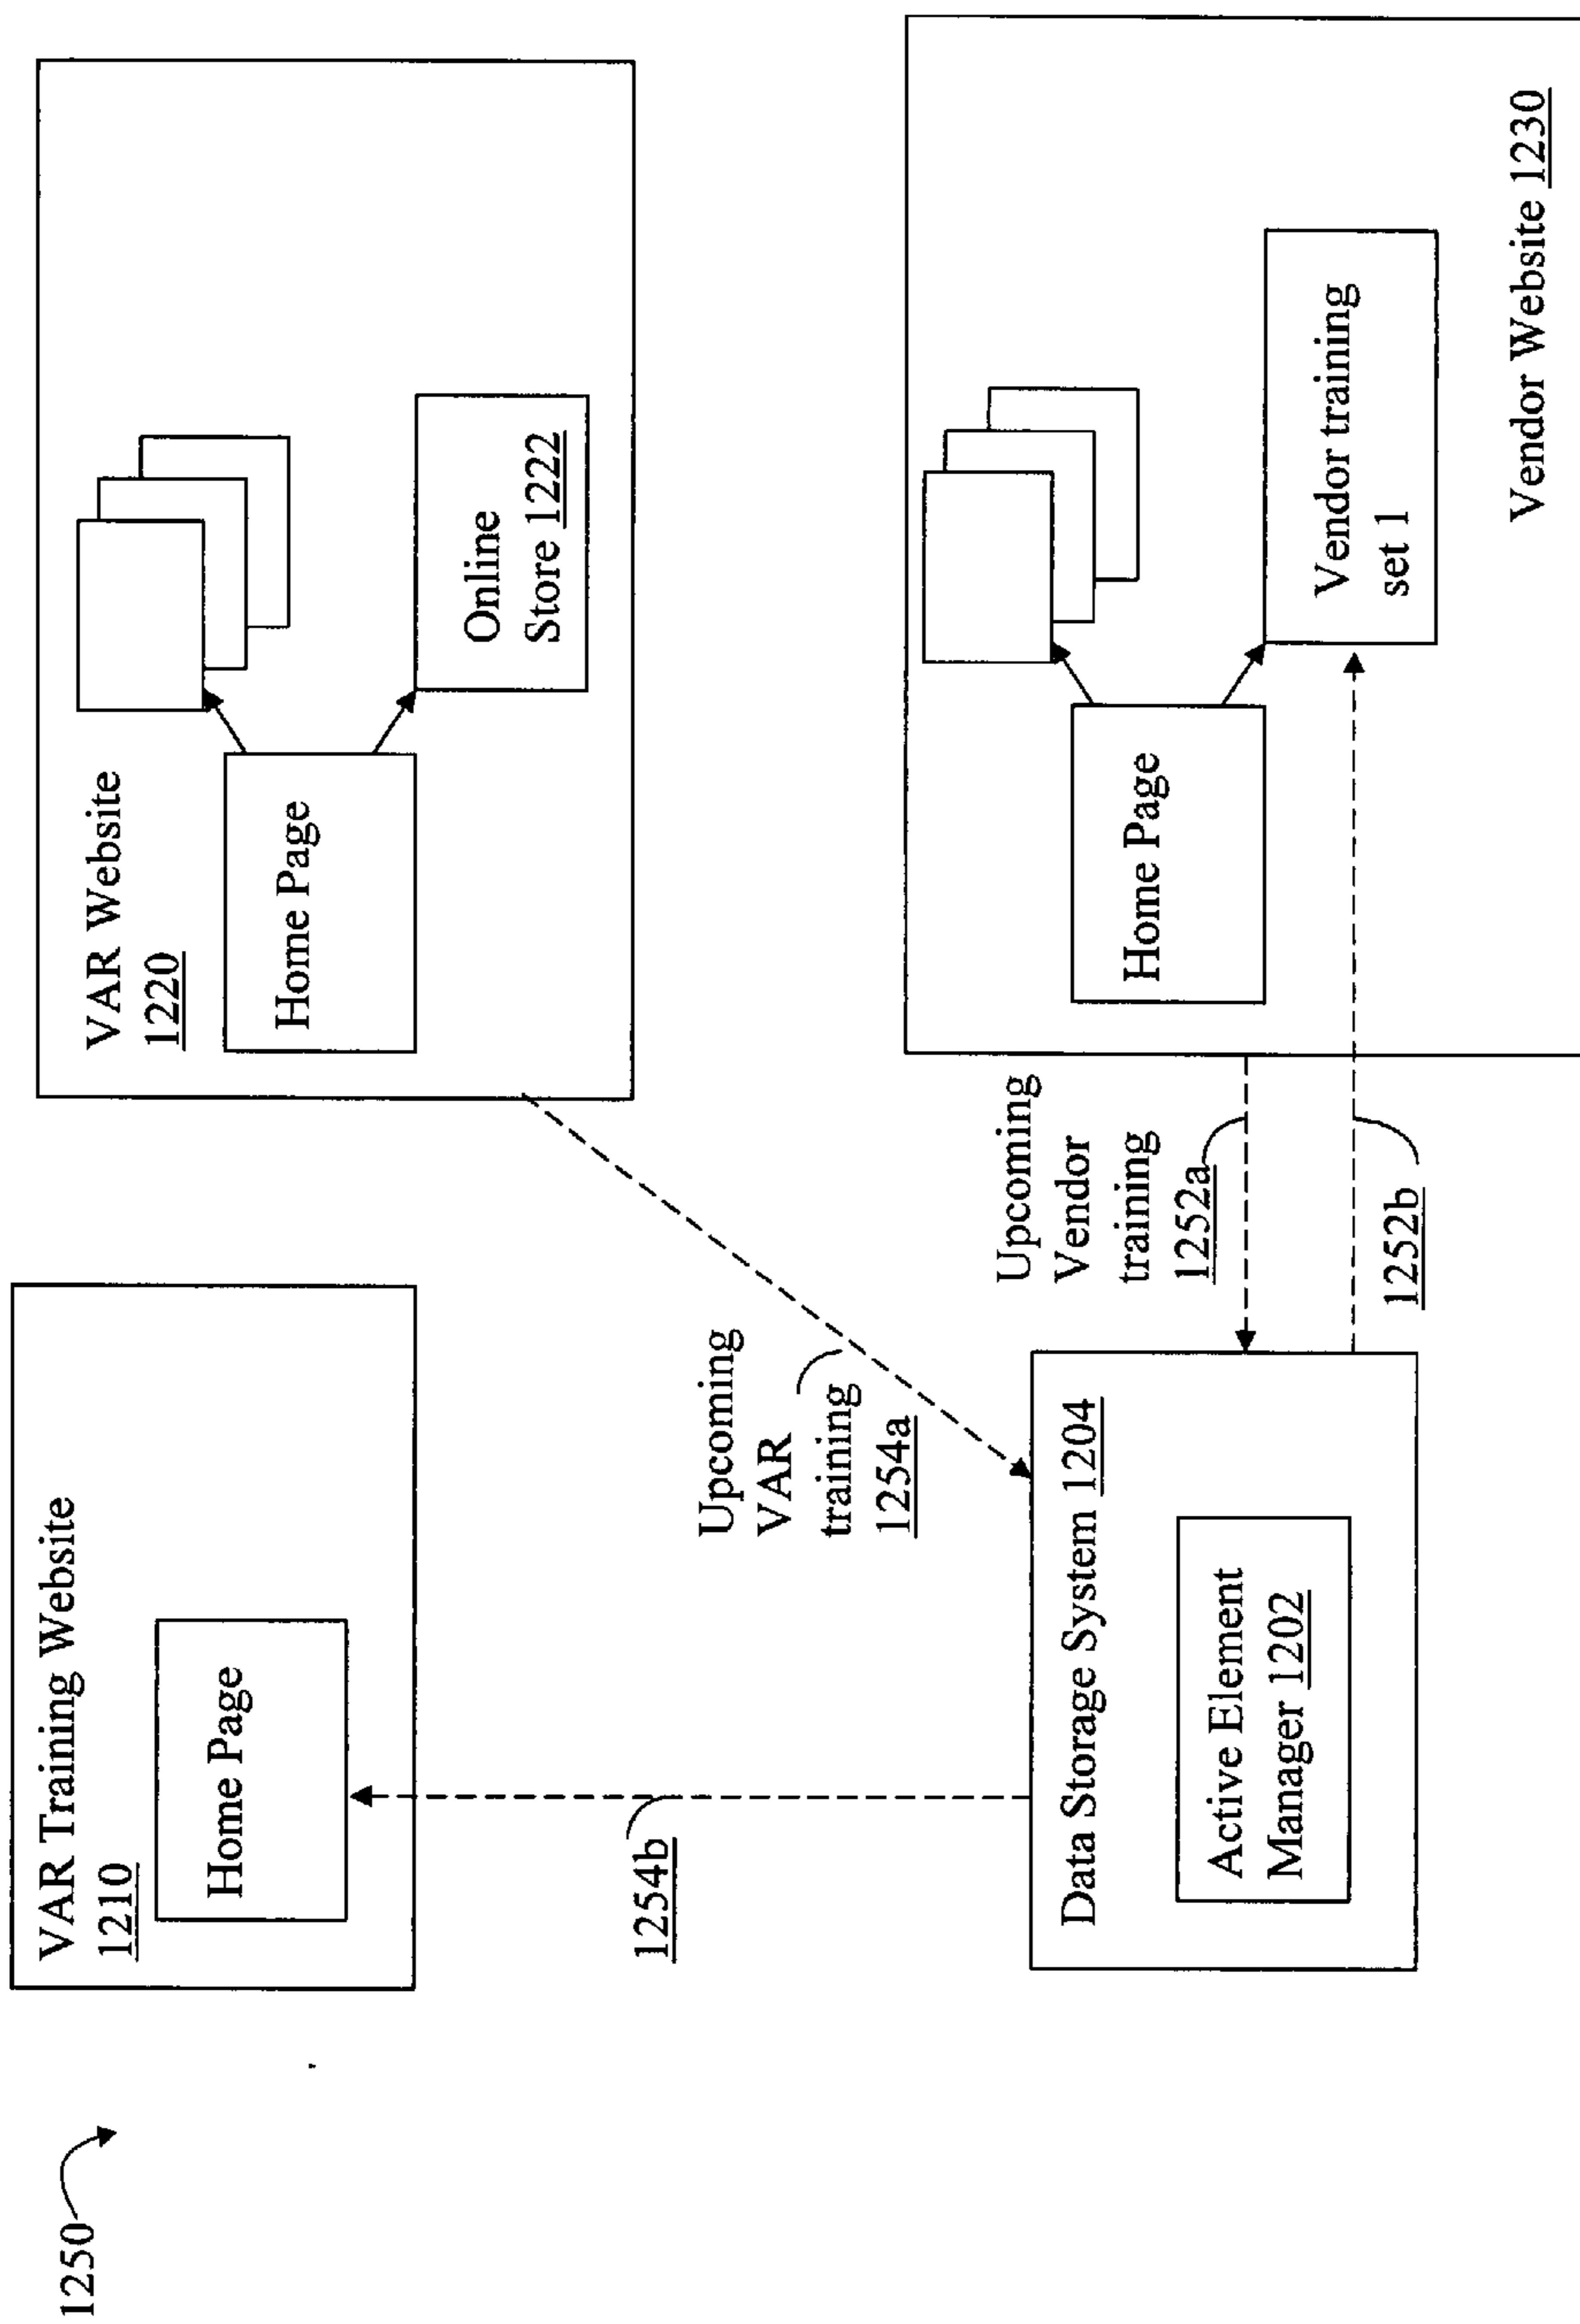 1250
VAR Training Website
1210
Home Page
VAR Website
1220
Home Page
Online
Store 1222
1254b
Upcoming
VAR
training
1254a
Data Storage System 1204
Active Element
Manager 1202
Upcoming
Vendor
training
1252a
1252b
Home Page
Vendor training
set 1
Vendor Website 1230